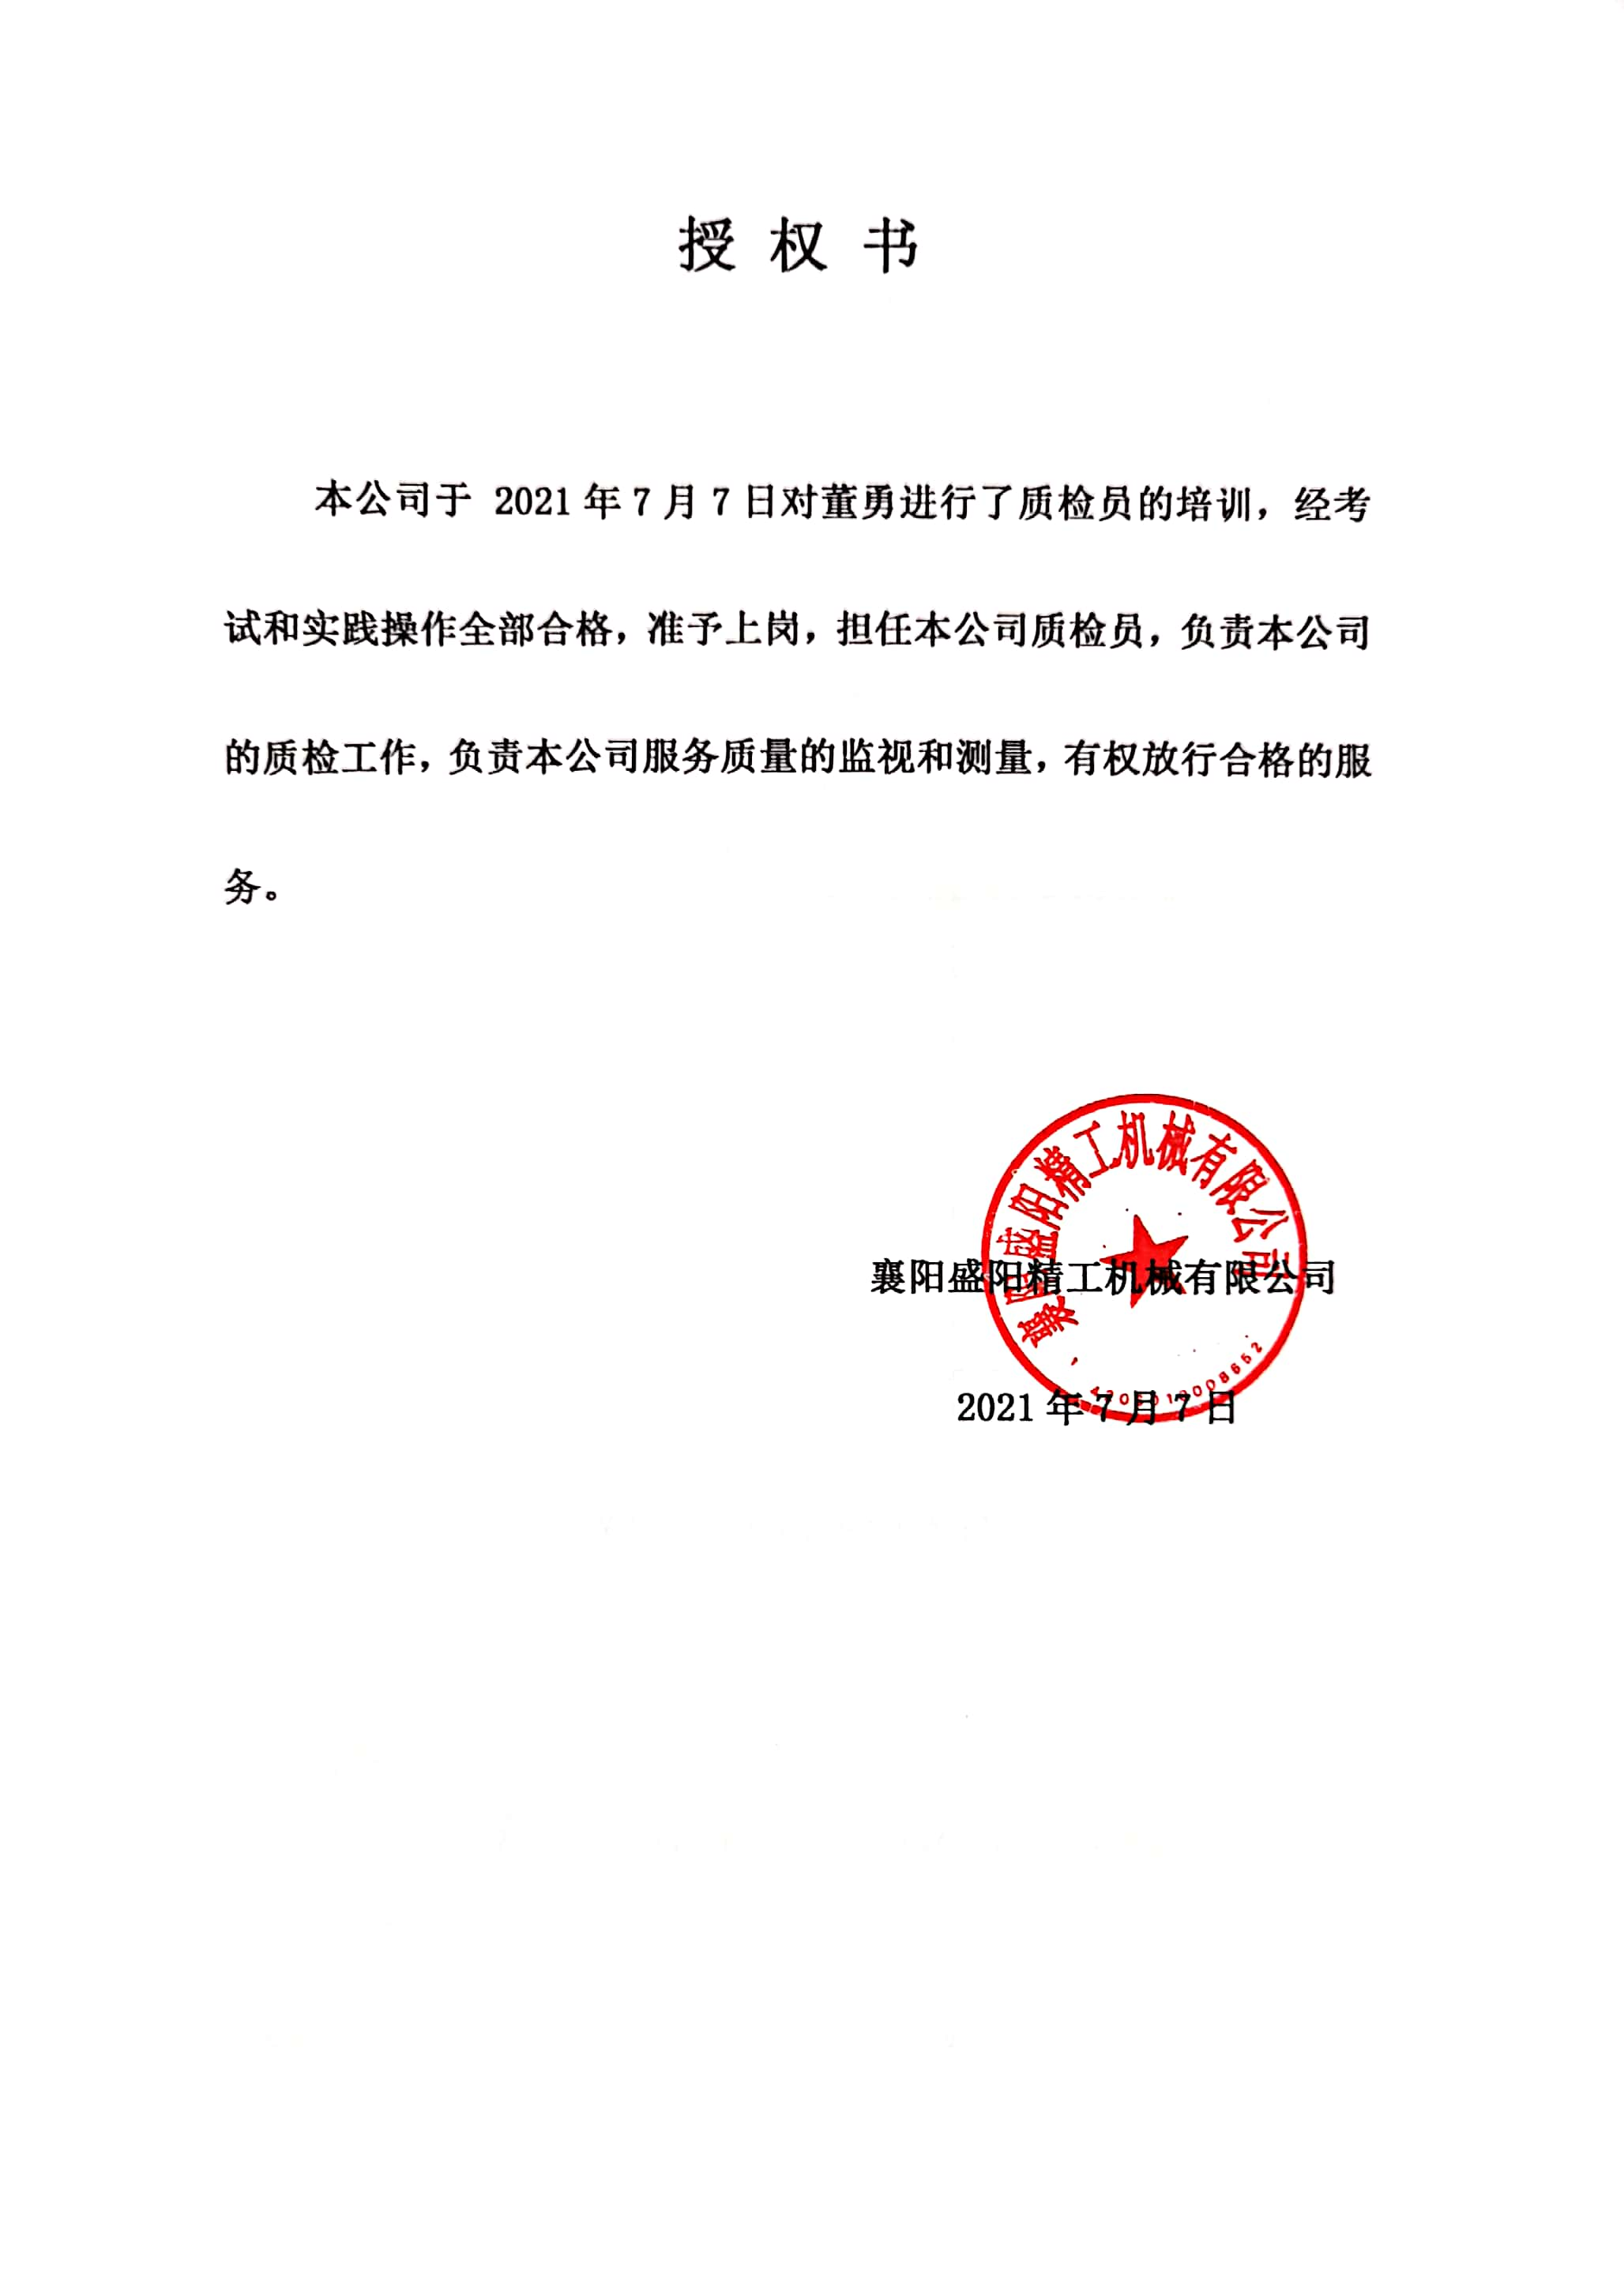 授 权 书
本公司于 2021 年 7 月 7 日对董勇进行了质检员的培训，经考
试和实践操作全部合格，准予上岗，担任本公司质检员，负责本公司
的质检工作，负责本公司服务质量的监视和测量，有权放行合格的服
务。
襄阳盛阳精工机械有限公司
襄阳盛阳精工机械有限公司
2021 年 7 月 7 日